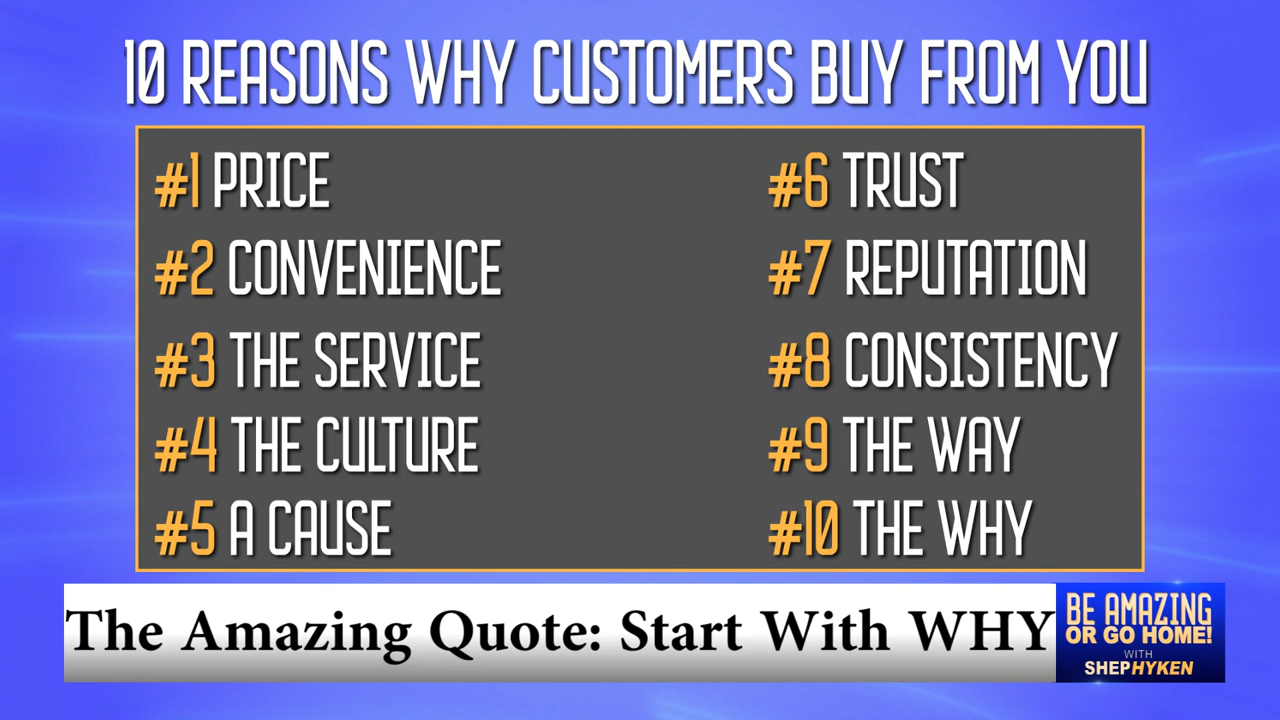 10 REASONS WHY CUSTOMERS BUY FROM YOU
#1 PRICE
#2 CONVENIENCE
#3 THE SERVICE
#4 THE CULTURE
#5 A CAUSE
#6 TRUST
#7 REPUTATION
#8 CONSISTENCY
#9 THE WAY
#10 THE WHY
The Amazing Quote: Start With WHY
BE AMAZING
OR GO HOME!
WITH
SHEPHYKEN